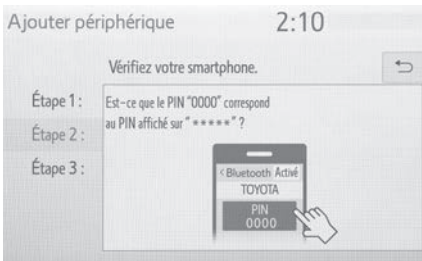 Ajouter périphérique 2:10
Vérifiez votre smartphone.
Étape 1 :
Étape 2 :
Étape 3 :
Est-ce que le PIN "0000" correspond
au PIN affiché sur "*****" ?
< Bluetooth Activé
TOYOTA
PIN
0000